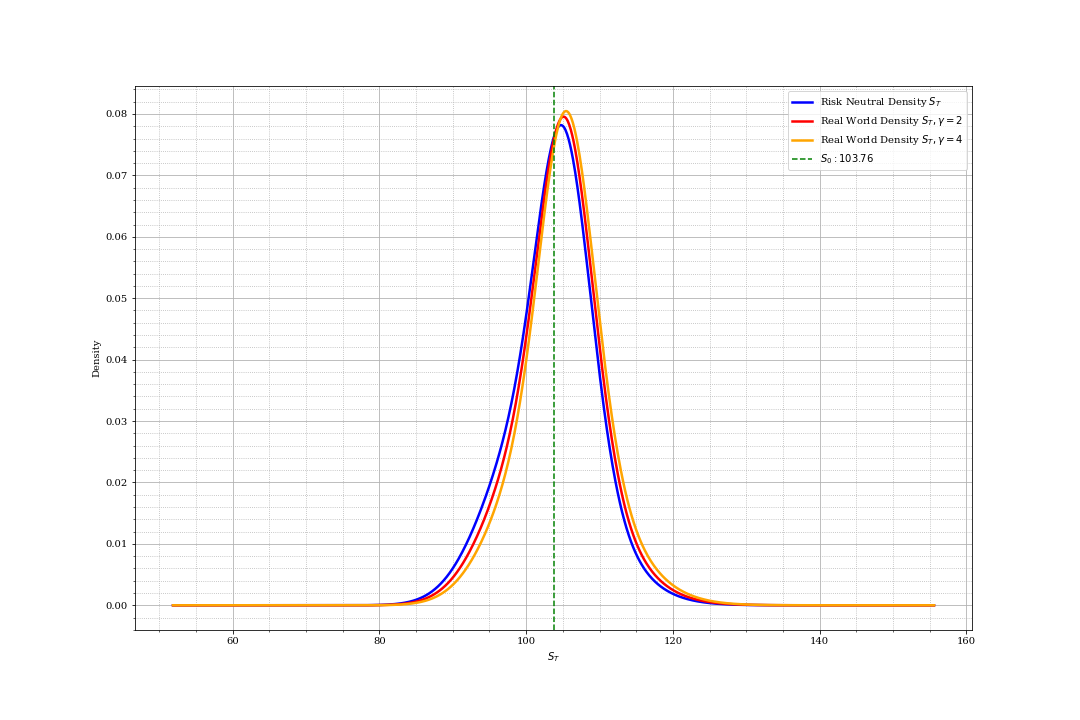 Risk Neutral Density S_T
Real World Density S_T, γ = 2
Real World Density S_T, γ = 4
S_0 : 103.76
0.08
0.07
0.06
0.05
0.04
0.03
0.02
0.01
0.00
Density
60 80 100 120 140 160
S_T